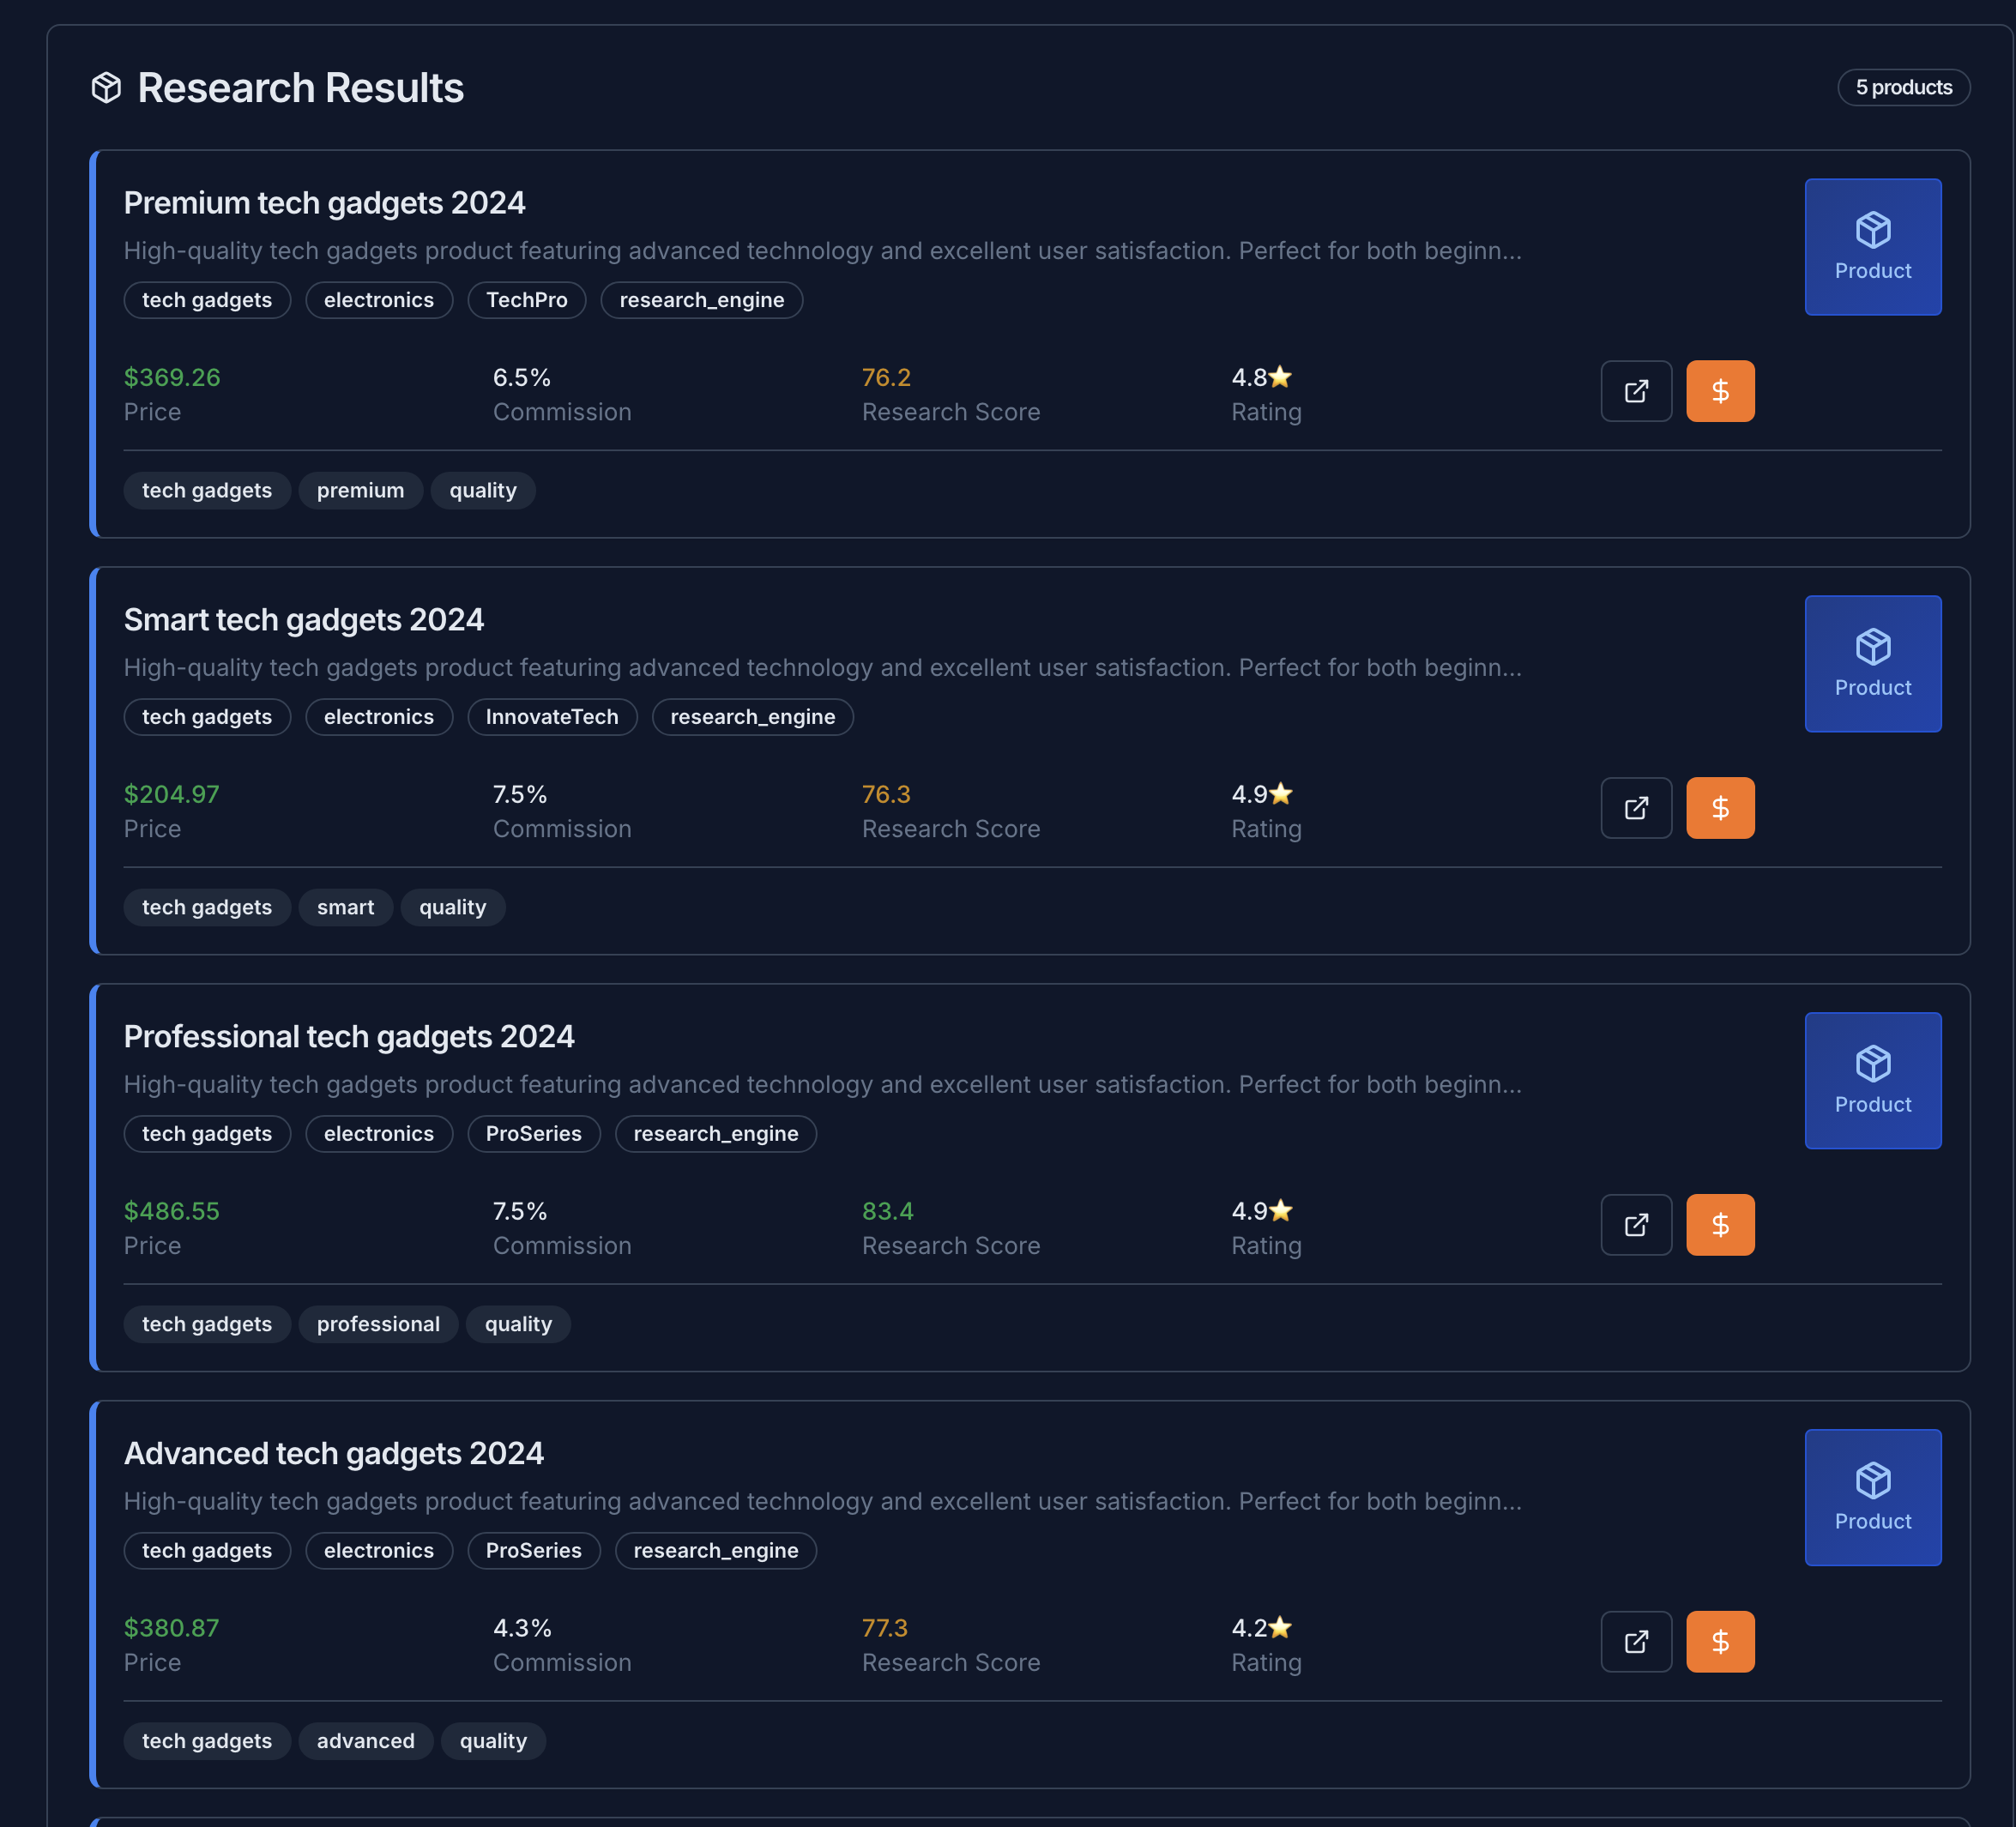 Research Results
5 products
Premium tech gadgets 2024
High-quality tech gadgets product featuring advanced technology and excellent user satisfaction. Perfect for both beginn...
Product
tech gadgets electronics TechPro research_engine
$369.26 6.5% 76.2 4.8⭐
Price Commission Research Score Rating
$
tech gadgets premium quality
Smart tech gadgets 2024
High-quality tech gadgets product featuring advanced technology and excellent user satisfaction. Perfect for both beginn...
Product
tech gadgets electronics InnovateTech research_engine
$204.97 7.5% 76.3 4.9⭐
Price Commission Research Score Rating
$
tech gadgets smart quality
Professional tech gadgets 2024
High-quality tech gadgets product featuring advanced technology and excellent user satisfaction. Perfect for both beginn...
Product
tech gadgets electronics ProSeries research_engine
$486.55 7.5% 83.4 4.9⭐
Price Commission Research Score Rating
$
tech gadgets professional quality
Advanced tech gadgets 2024
High-quality tech gadgets product featuring advanced technology and excellent user satisfaction. Perfect for both beginn...
Product
tech gadgets electronics ProSeries research_engine
$380.87 4.3% 77.3 4.2⭐
Price Commission Research Score Rating
$
tech gadgets advanced quality